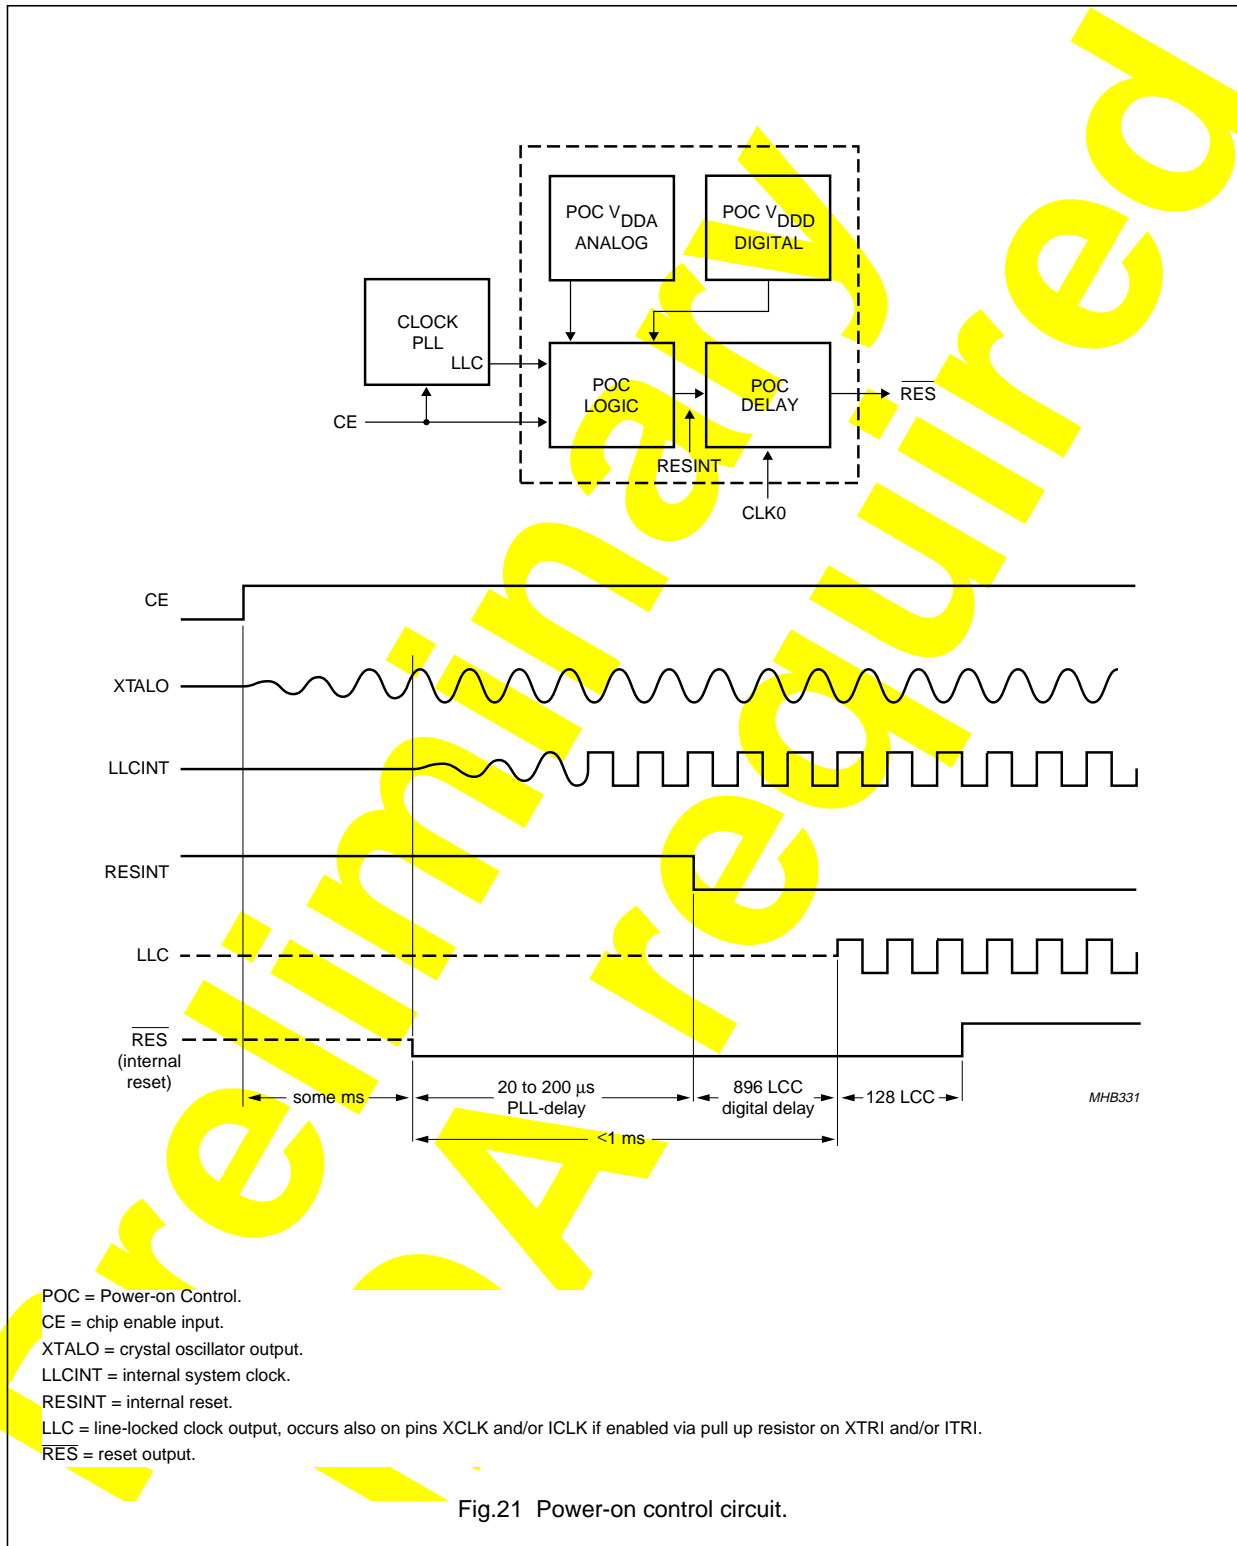 POC VDDA
ANALOG
POC VDDD
DIGITAL
CLOCK
PLL
LLC
POC
LOGIC
POC
DELAY
RES
CE
RESINT
CLK0
CE
XTALO
LLCINT
RESINT
LLC
RES
(internal
reset)
some ms
20 to 200 µs
PLL-delay
896 LCC
digital delay
128 LCC
<1 ms
MHB331
POC = Power-on Control.
CE = chip enable input.
XTALO = crystal oscillator output.
LLCINT = internal system clock.
RESINT = internal reset.
LLC = line-locked clock output, occurs also on pins XCLK and/or ICLK if enabled via pull up resistor on XTRI and/or ITRI.
RES = reset output.
Fig.21 Power-on control circuit.
Preliminary
required